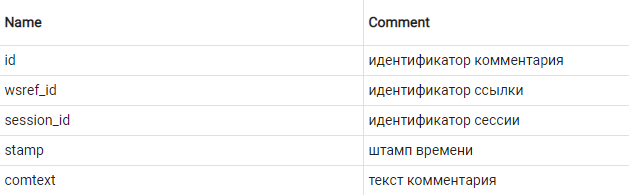 Name Comment
id идентификатор комментария
wsref_id идентификатор ссылки
session_id идентификатор сессии
stamp штамп времени
comtext текст комментария